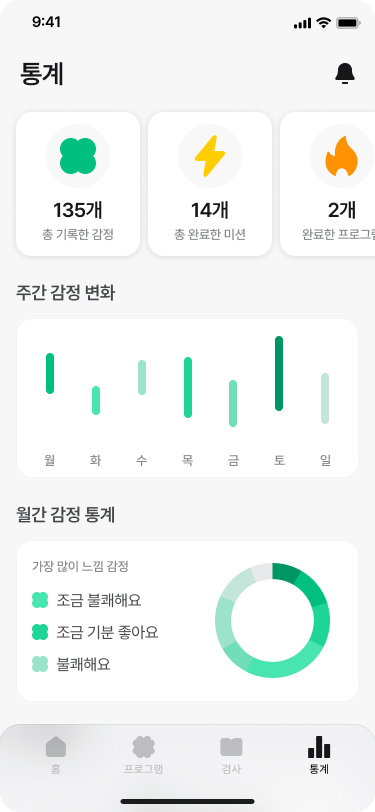 9:41
통계
135개
14개
2개
총 기록한 감정
총 완료한 미션
완료한 프로그
주간 감정 변화
월 화 수 목 금 토 일
월간 감정 통계
가장 많이 느낌 감정
조금 불쾌해요
조금 기분 좋아요
불쾌해요
홈
프로그램
검사
통계